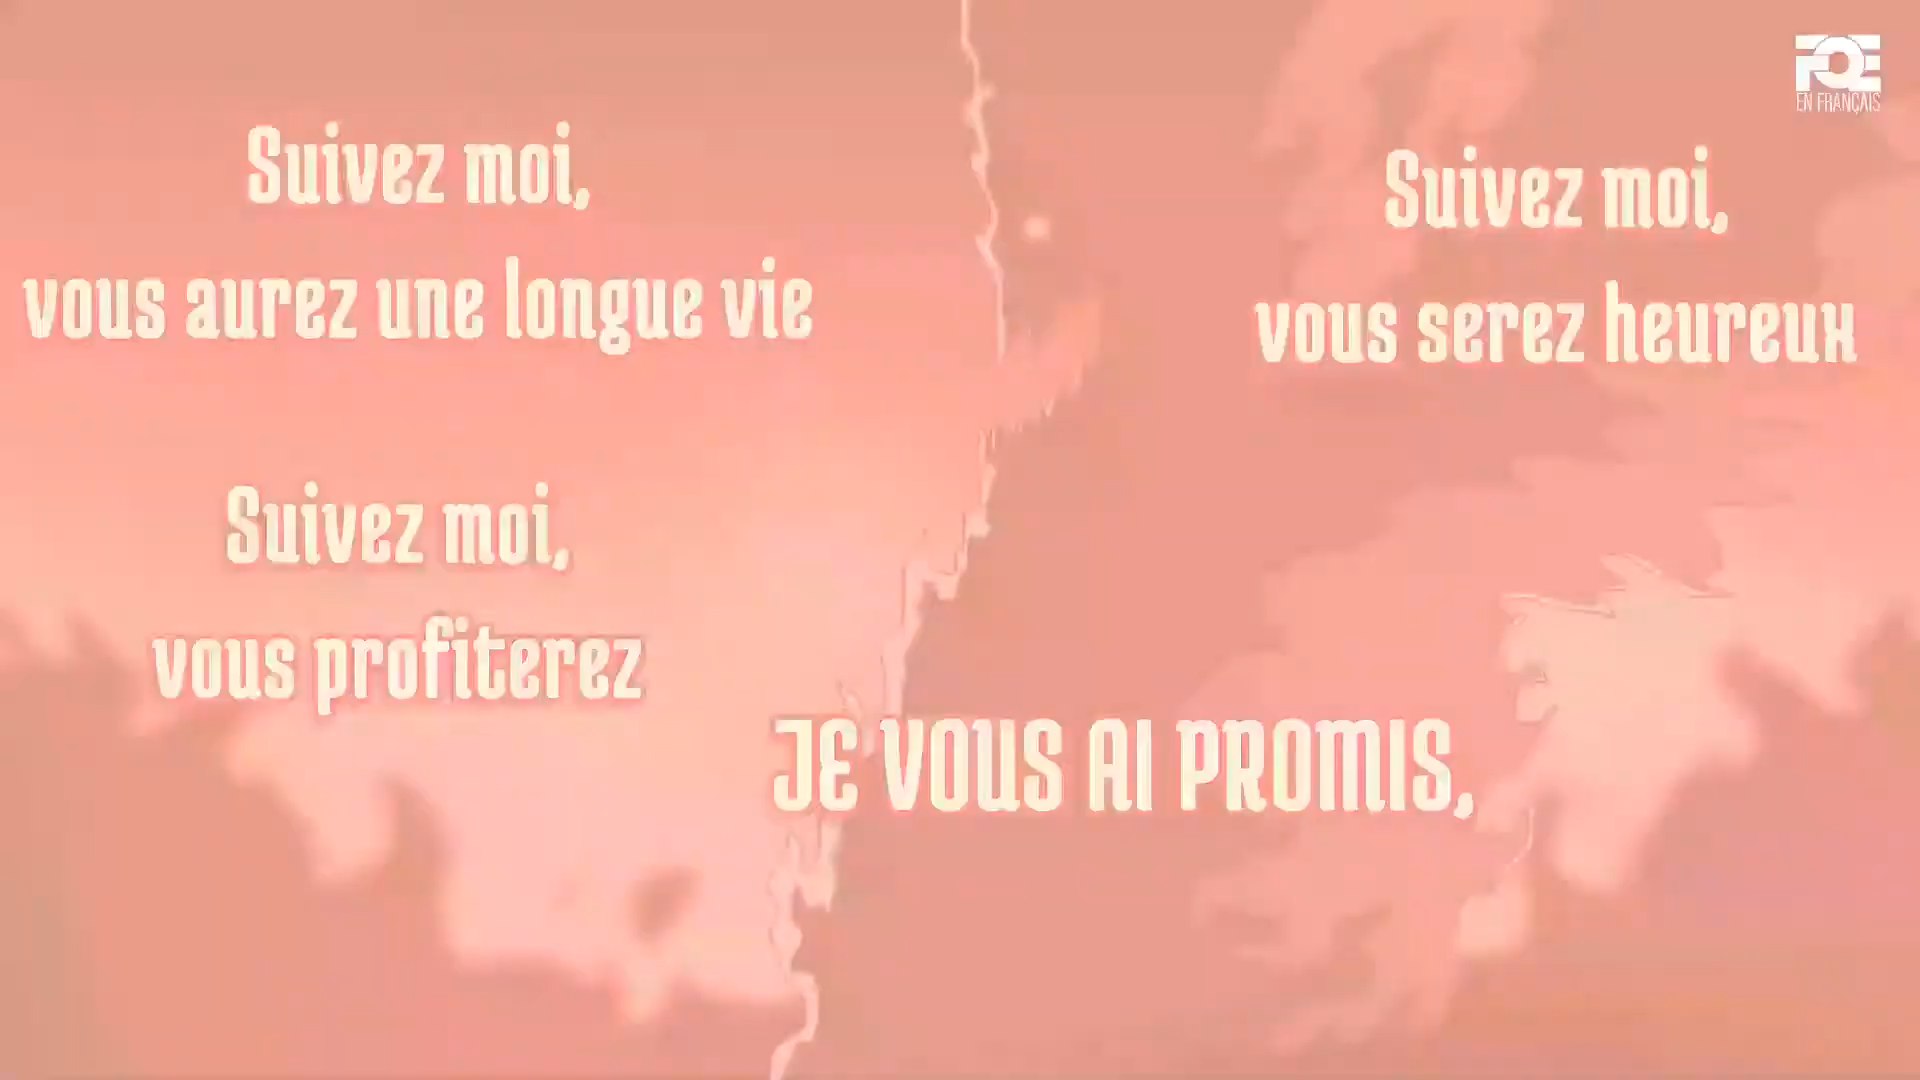 FOE
EN FRANÇAIS
Suivez moi,
vous aurez une longue vie
Suivez moi,
vous serez heureux
Suivez moi,
vous profiterez
JE VOUS AI PROMIS,